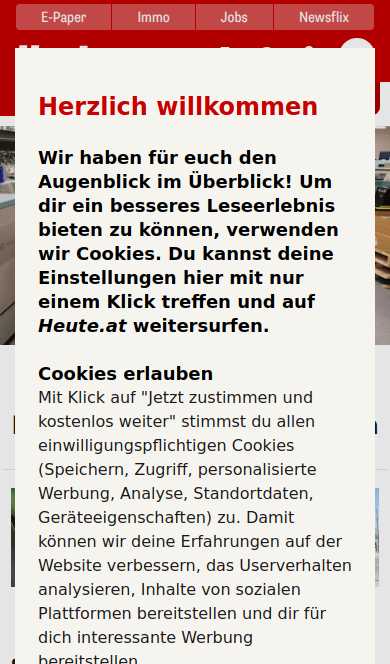 E-Paper Immo Jobs Newsflix
Herzlich willkommen
Wir haben für euch den
Augenblick im Überblick! Um
dir ein besseres Leseerlebnis
bieten zu können, verwenden
wir Cookies. Du kannst deine
Einstellungen hier mit nur
einem Klick treffen und auf
Heute.at weitersurfen.
Cookies erlauben
Mit Klick auf "Jetzt zustimmen und
kostenlos weiter" stimmst du allen
einwilligungspflichtigen Cookies
(Speichern, Zugriff, personalisierte
Werbung, Analyse, Standortdaten,
Geräteeigenschaften) zu. Damit
können wir deine Erfahrungen auf der
Website verbessern, das Userverhalten
analysieren, Inhalte von sozialen
Plattformen bereitstellen und dir für
dich interessante Werbung
bereitstellen